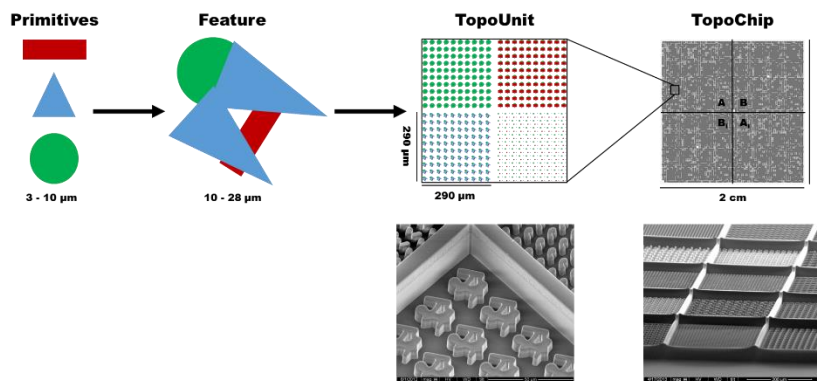 Primitives
Feature
TopoUnit
TopoChip
A B
290 µm
3 - 10 µm
10 - 28 µm
290 µm
2 cm